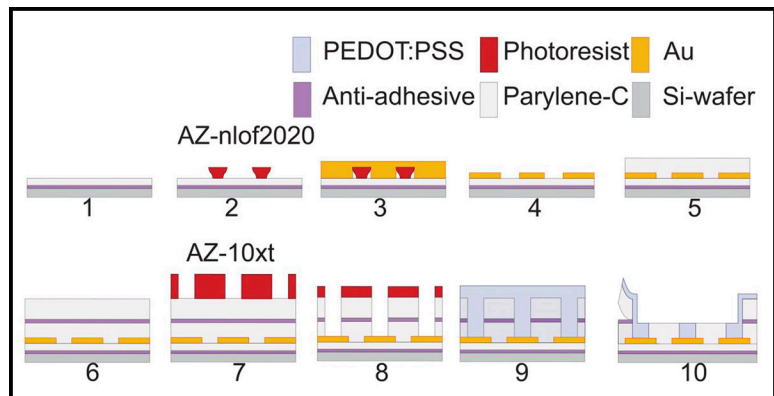 PEDOT:PSS Photoresist Au
Anti-adhesive Parylene-C Si-wafer
AZ-nlof2020
1 2 3 4 5
AZ-10xt
6 7 8 9 10